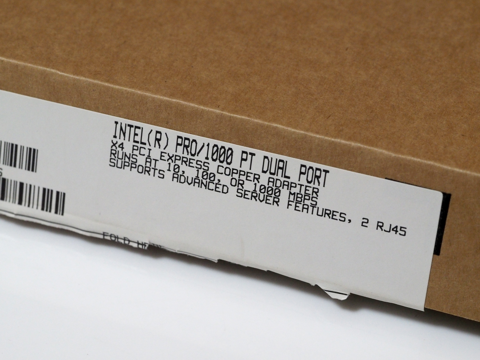 INTEL(R) PRO/1000 PT DUAL PORT
X4 PCI EXPRESS COPPER ADAPTER
RUNS AT 10, 100, OR 1000 MBPS
SUPPORTS ADVANCED SERVER FEATURES, 2 RJ45
FOLD